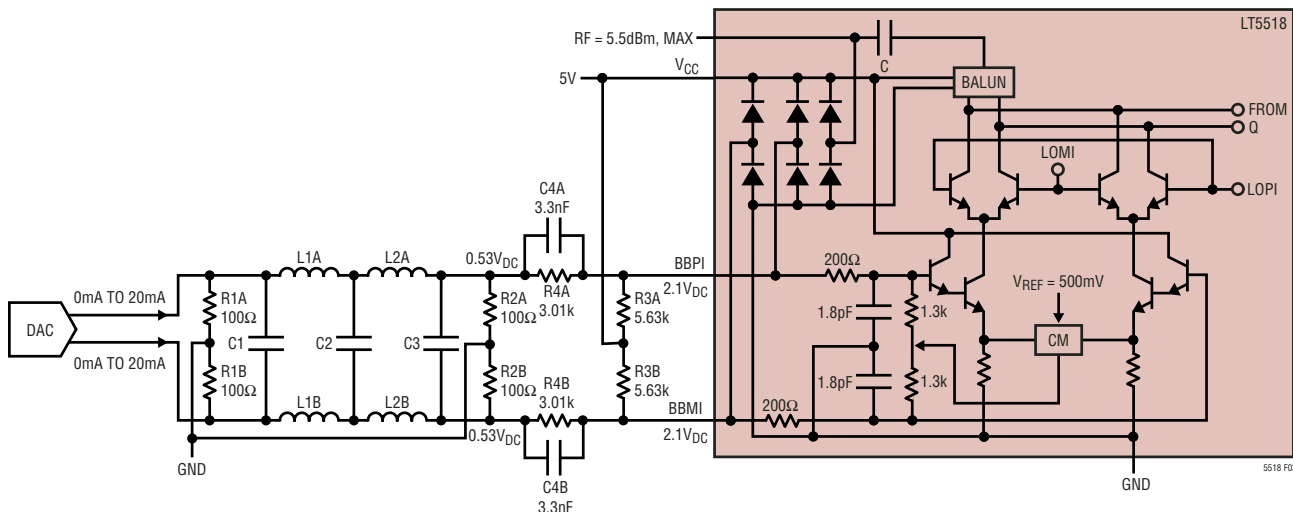 LT5518
RF = 5.5dBm, MAX
C
VCC
5V
BALUN
FROM
Q
LOMI
LOPI
C4A
3.3nF
L1A
L2A
0.53VDC
BBPI
200Ω
0mA TO 20mA
R1A
100Ω
R2A
100Ω
R4A
3.01k
2.1VDC
R3A
5.63k
VREF = 500mV
1.8pF
1.3k
DAC
C1
C2
C3
CM
0mA TO 20mA
R1B
100Ω
R2B
100Ω
R4B
3.01k
R3B
5.63k
1.8pF
1.3k
L1B
L2B
BBMI
200Ω
0.53VDC
2.1VDC
GND
C4B
3.3nF
GND